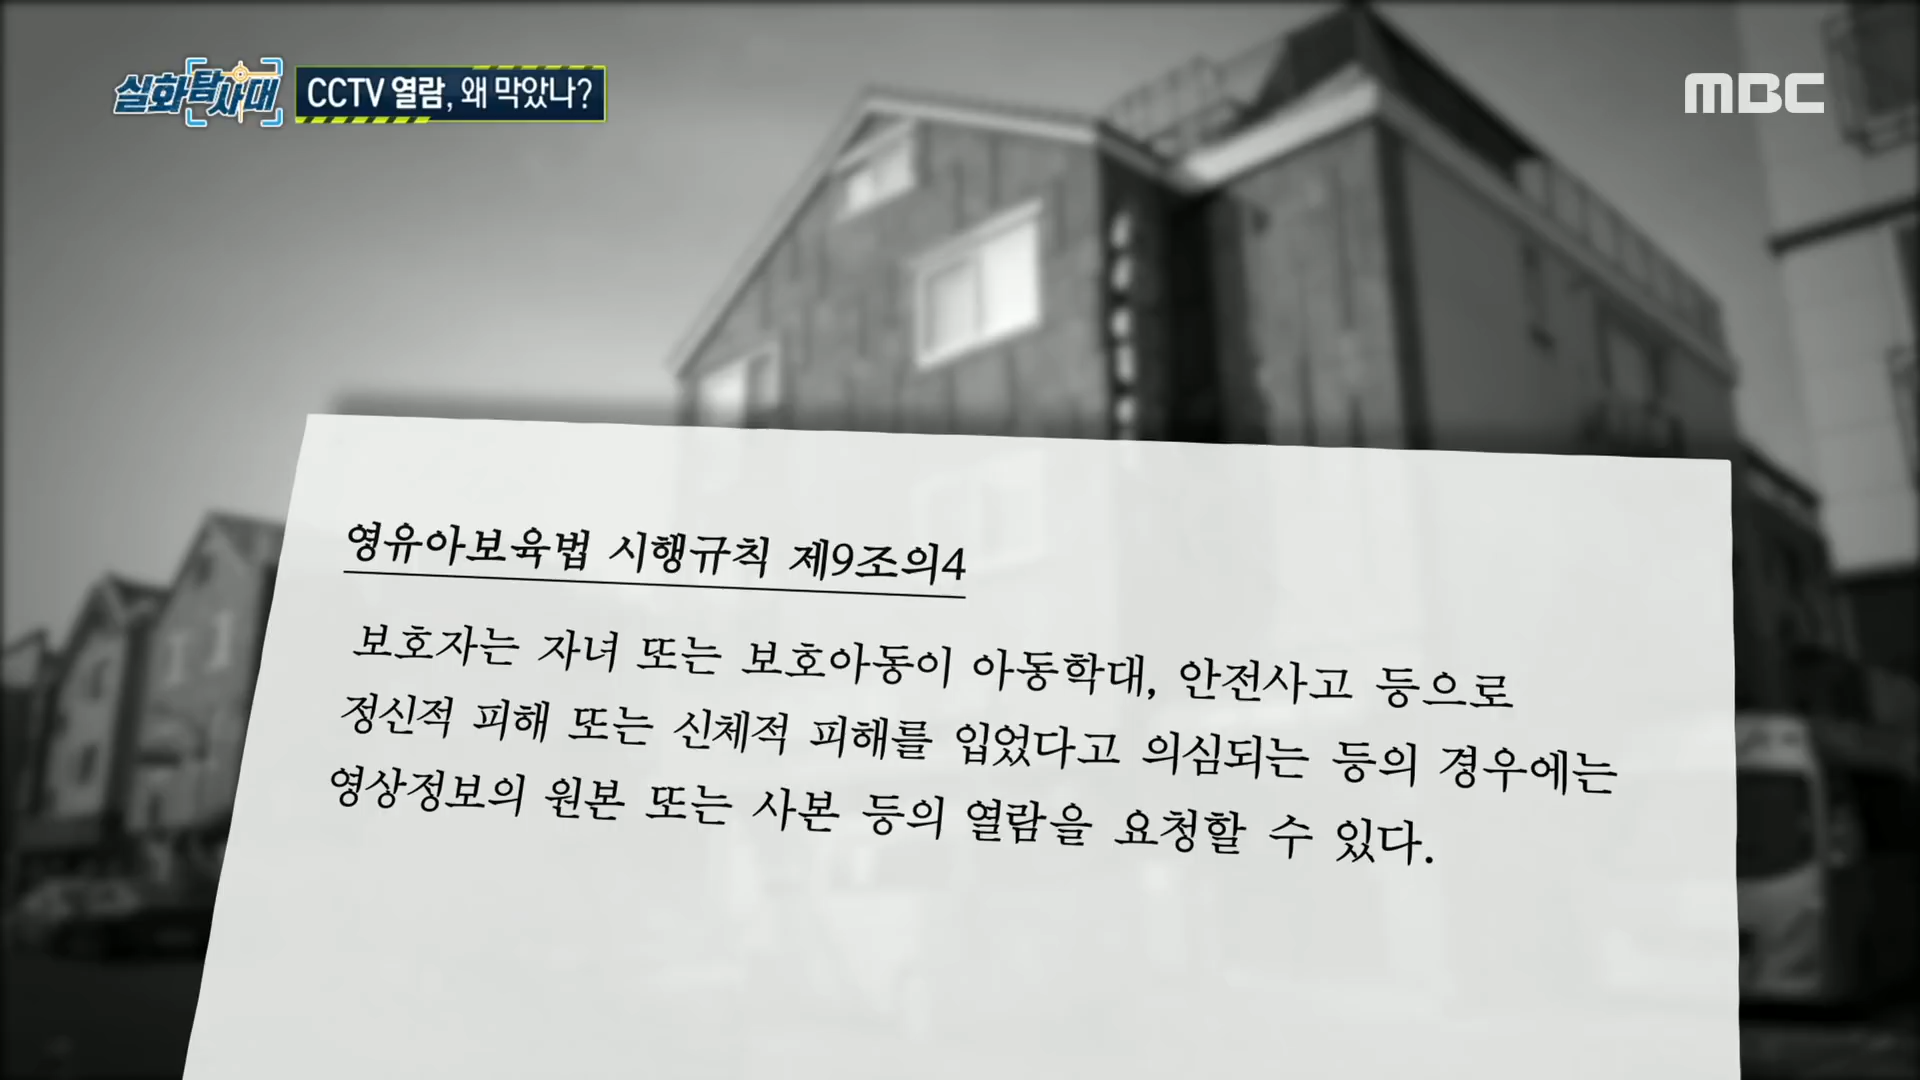 실화탐사대
CCTV 열람, 왜 막았나?
MBC
영유아보육법 시행규칙 제9조의4
보호자는 자녀 또는 보호아동이 아동학대, 안전사고 등으로
정신적 피해 또는 신체적 피해를 입었다고 의심되는 등의 경우에는
영상정보의 원본 또는 사본 등의 열람을 요청할 수 있다.